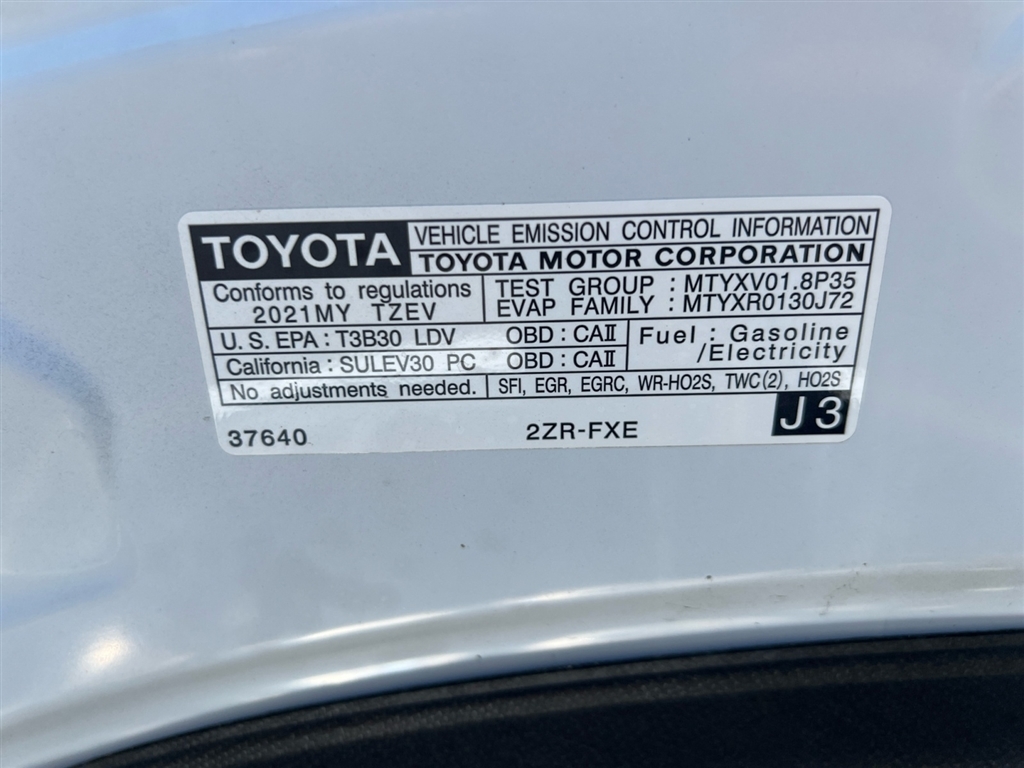 TOYOTA
VEHICLE EMISSION CONTROL INFORMATION
TOYOTA MOTOR CORPORATION
Conforms to regulations
2021MY TZEV
TEST GROUP : MTYXV01.8P35
EVAP FAMILY : MTYXR0130J72
U.S. EPA : T3B30 LDV OBD : CAⅡ
California : SULEV30 PC OBD : CAⅡ
Fuel : Gasoline
/Electricity
No adjustments needed. SFI, EGR, EGRC, WR-HO2S, TWC(2), HO2S
37640 2ZR-FXE J3